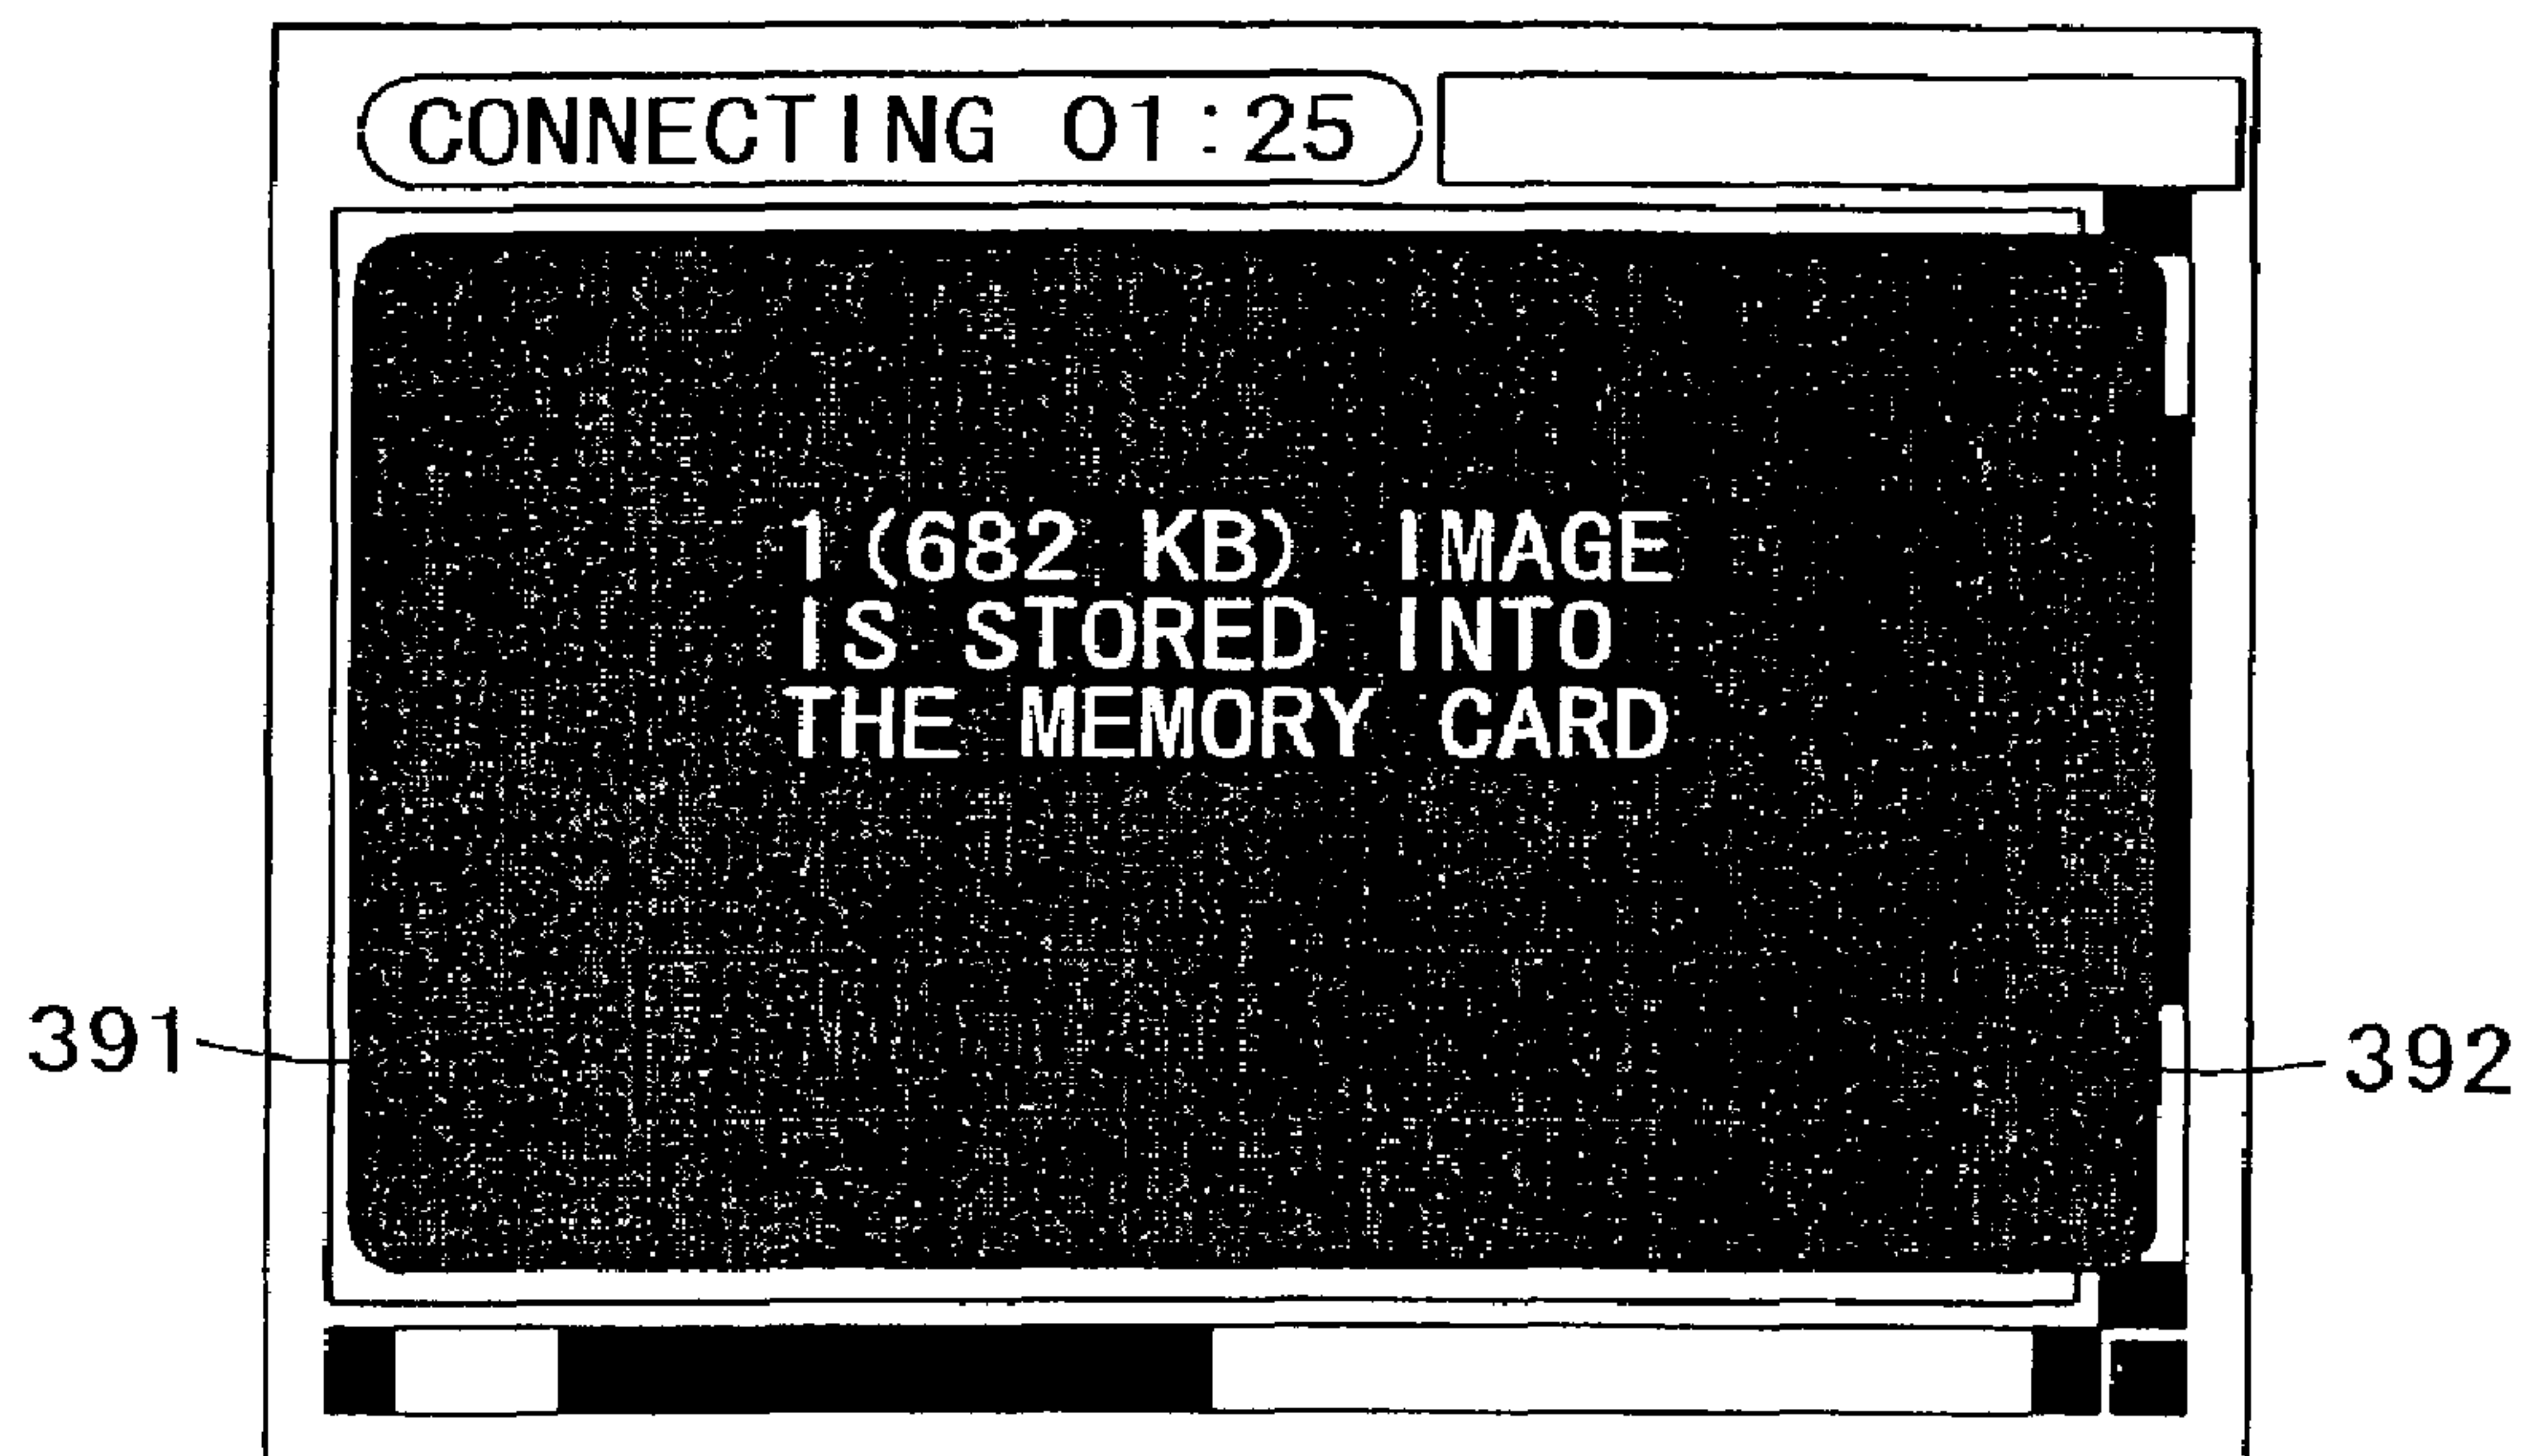 CONNECTING 01:25
1(682 KB) IMAGE
IS STORED INTO
THE MEMORY CARD
391
392